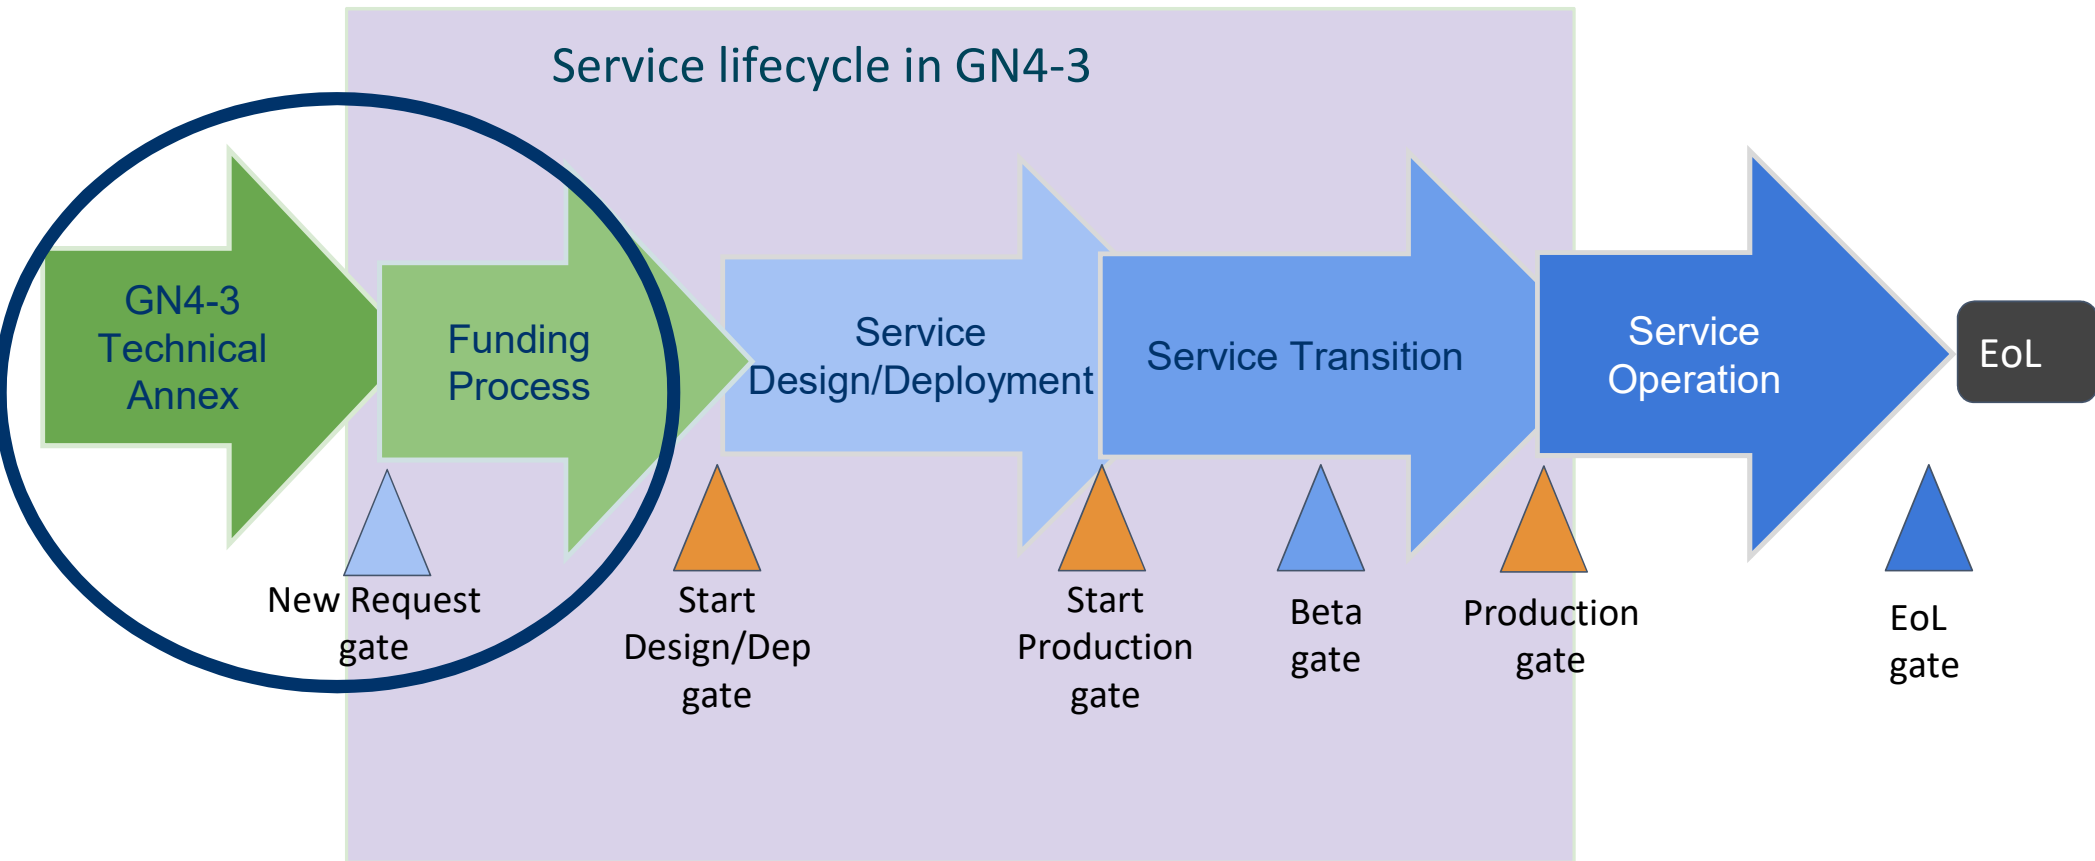 Service lifecycle in GN4-3
GN4-3
Technical
Annex
Funding
Process
Service
Design/Deployment
Service Transition
Service
Operation
EoL
New Request
gate
Start
Design/Dep
gate
Start
Production
gate
Beta
gate
Production
gate
EoL
gate